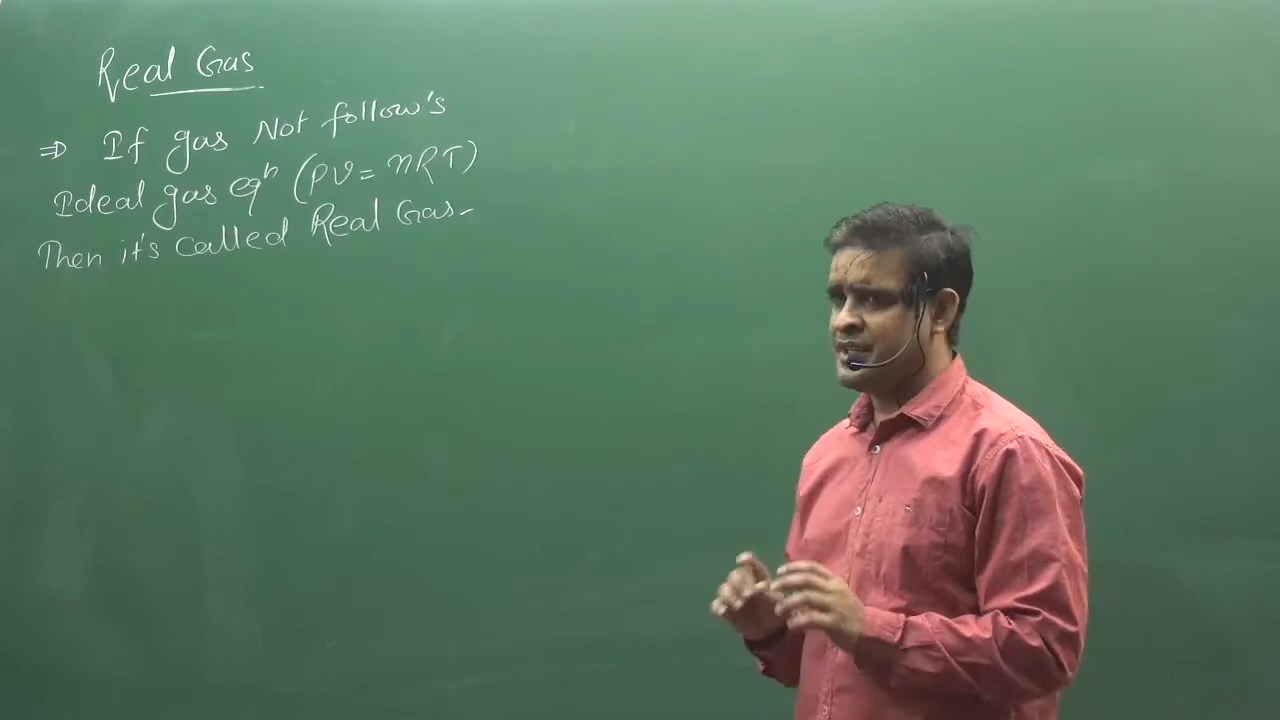 Real Gas
⇒ If gas Not follow's
Ideal gas eqⁿ (PV = nRT)
Then it's called Real Gas-